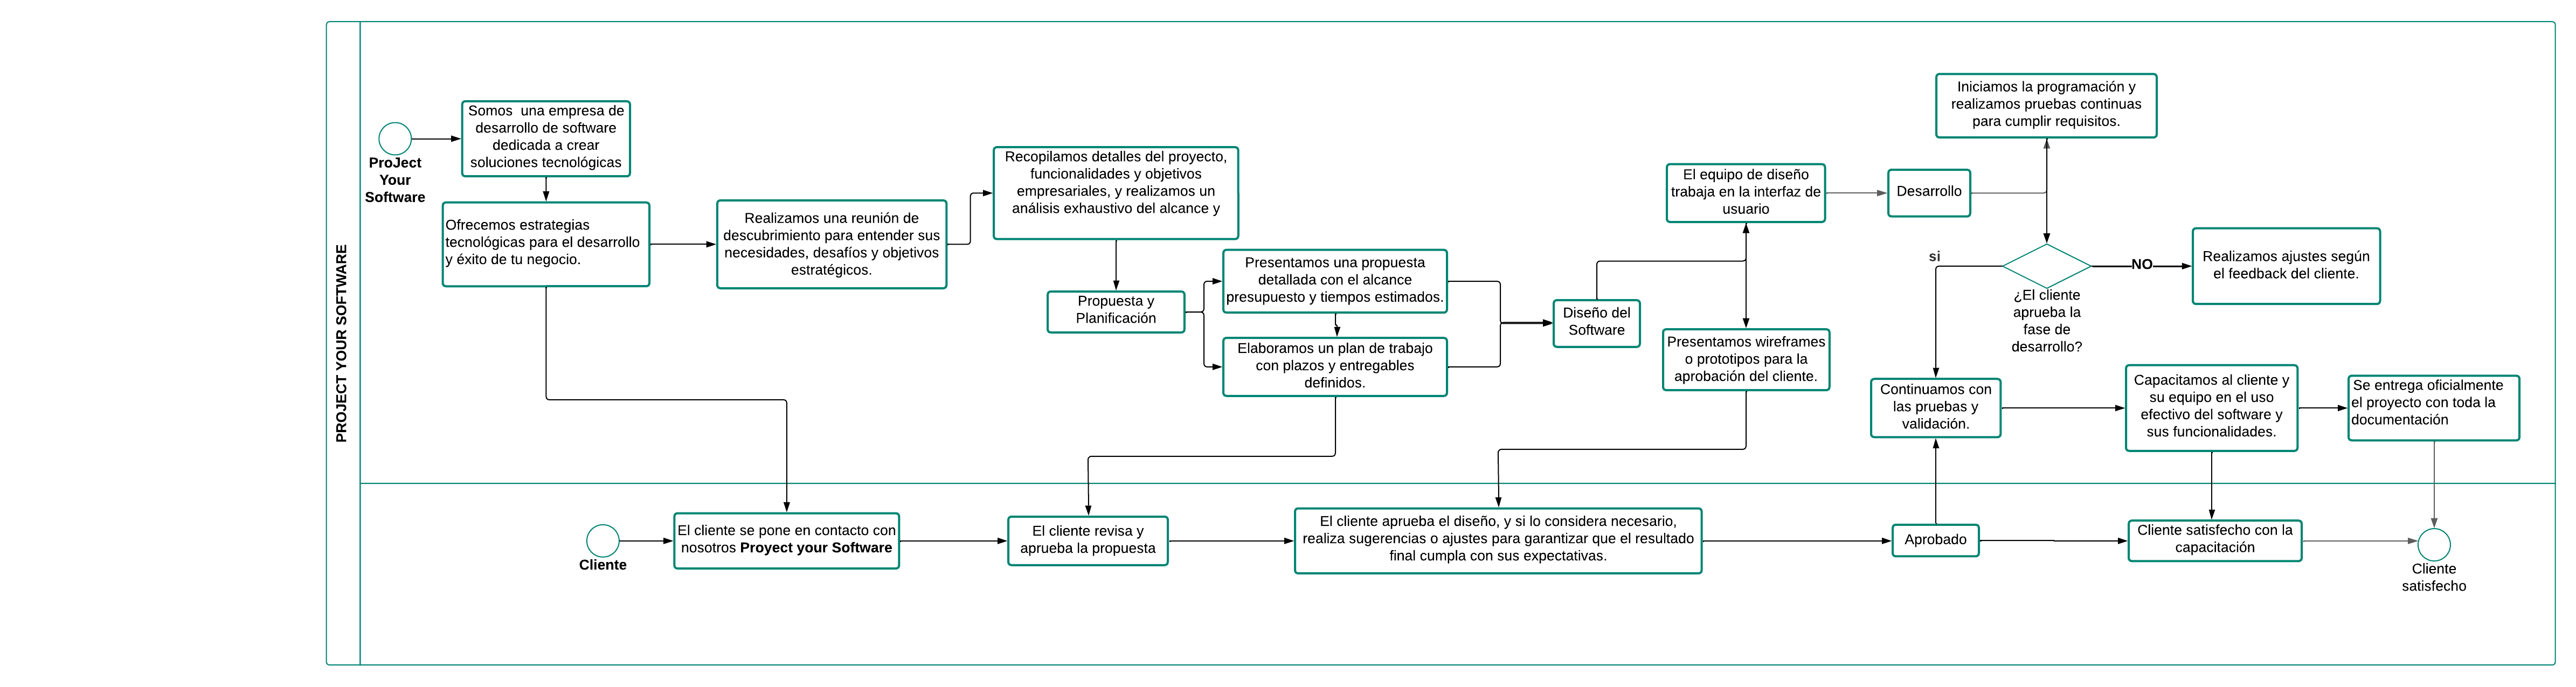 PROJECT YOUR SOFTWARE
ProJect
Your
Software
Somos  una empresa de
desarrollo de software
dedicada a crear
soluciones tecnológicas
Ofrecemos estrategias
tecnológicas para el desarrollo
y éxito de tu negocio.
Realizamos una reunión de
descubrimiento para entender sus
necesidades, desafíos y objetivos
estratégicos.
Recopilamos detalles del proyecto,
funcionalidades y objetivos
empresariales, y realizamos un
análisis exhaustivo del alcance y
Propuesta y
Planificación
Presentamos una propuesta
detallada con el alcance
presupuesto y tiempos estimados.
Elaboramos un plan de trabajo
con plazos y entregables
definidos.
Diseño del
Software
El equipo de diseño
trabaja en la interfaz de
usuario
Presentamos wireframes
o prototipos para la
aprobación del cliente.
Desarrollo
Iniciamos la programación y
realizamos pruebas continuas
para cumplir requisitos.
¿El cliente
aprueba la
fase de
desarrollo?
si
NO
Realizamos ajustes según
el feedback del cliente.
Continuamos con
las pruebas y
validación.
Capacitamos al cliente y
su equipo en el uso
efectivo del software y
sus funcionalidades.
Se entrega oficialmente
el proyecto con toda la
documentación
Cliente
El cliente se pone en contacto con
nosotros Proyect your Software
El cliente revisa y
aprueba la propuesta
El cliente aprueba el diseño, y si lo considera necesario,
realiza sugerencias o ajustes para garantizar que el resultado
final cumpla con sus expectativas.
Aprobado
Cliente satisfecho con la
capacitación
Cliente
satisfecho